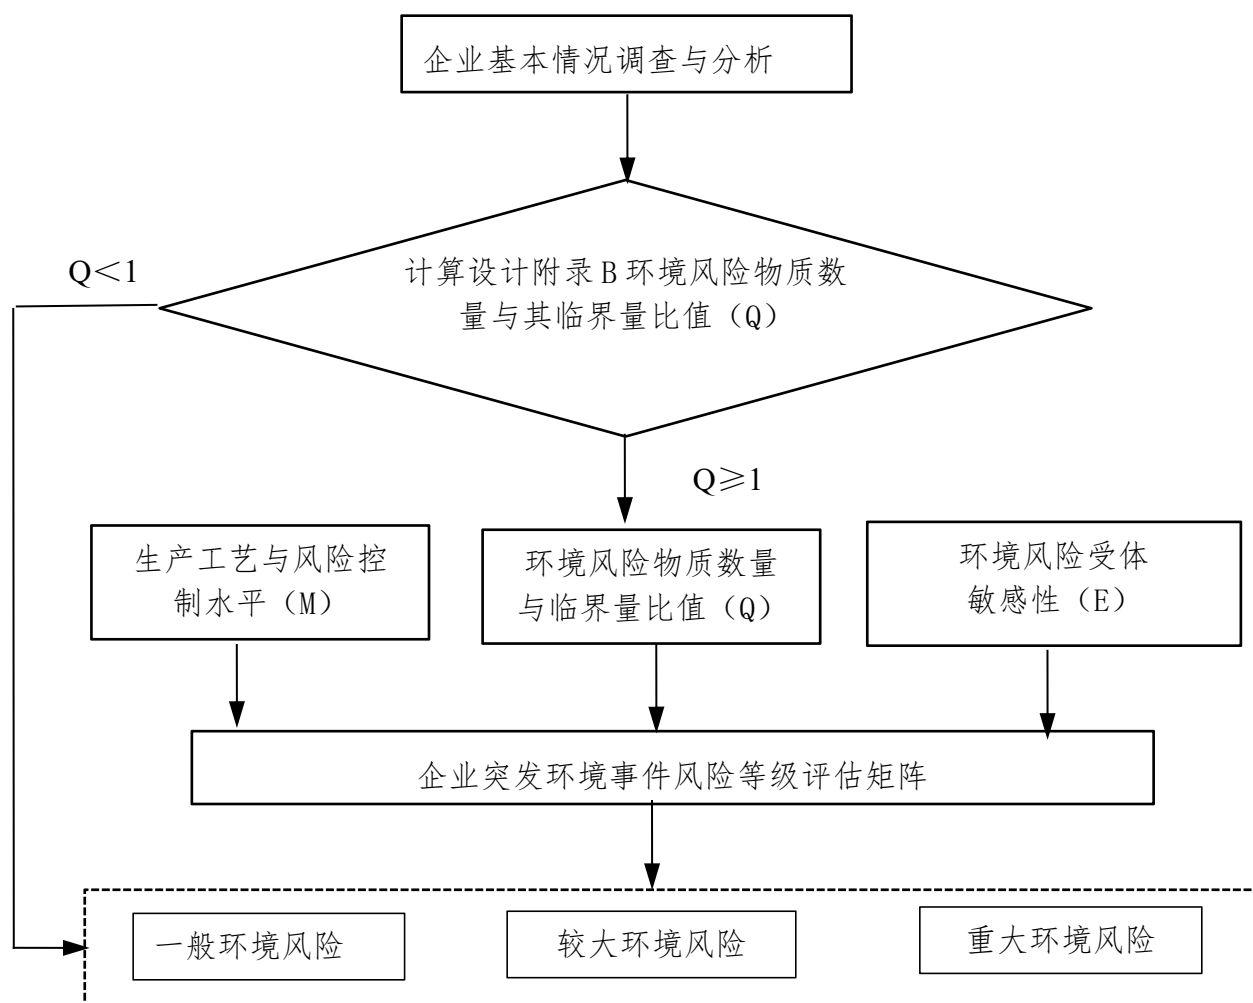 企业基本情况调查与分析
Q＜1
计算设计附录 B 环境风险物质数
量与其临界量比值（Q）
Q≥1
生产工艺与风险控
制水平（M）
环境风险物质数量
与临界量比值（Q）
环境风险受体
敏感性（E）
企业突发环境事件风险等级评估矩阵
一般环境风险
较大环境风险
重大环境风险